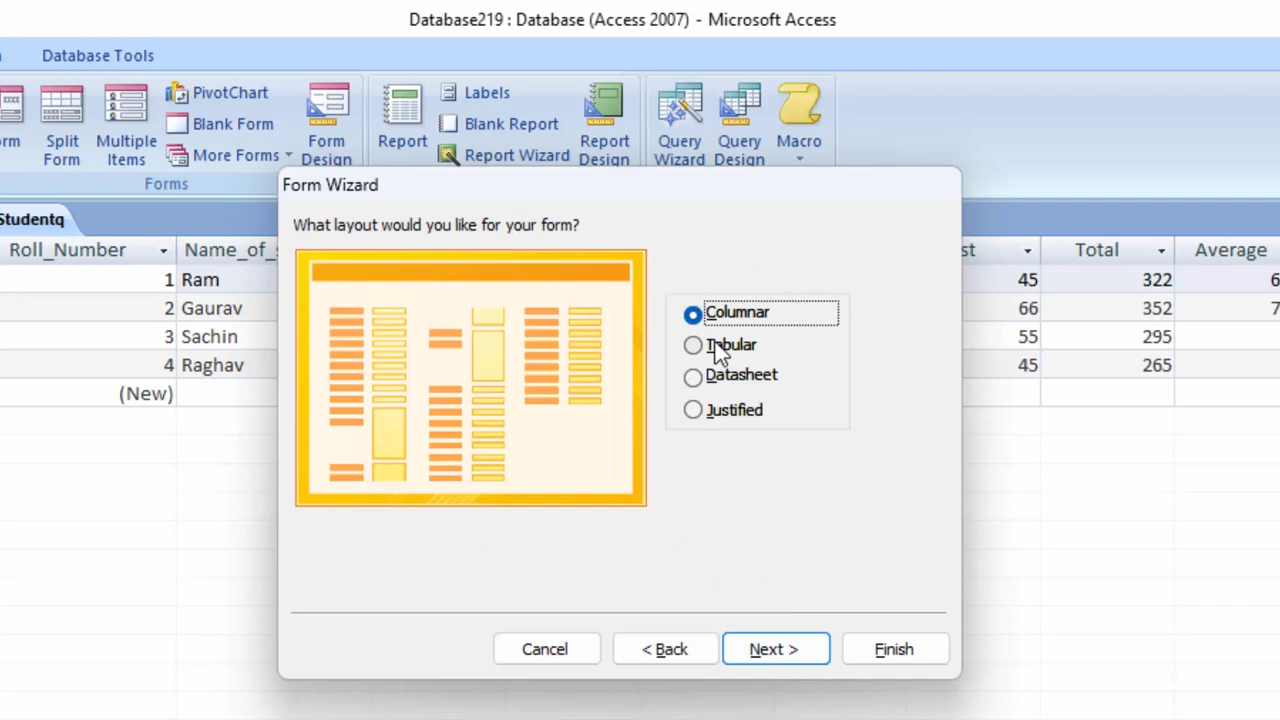 Database219 : Database (Access 2007) - Microsoft Access
Database Tools
Split Form
Multiple Items
PivotChart
Blank Form
More Forms
Form Design
Forms
Report
Labels
Blank Report
Report Wizard
Report Design
Query Wizard
Query Design
Macro
Studentq
Roll_Number Name_of_ Total Average
1 Ram 45 322
2 Gaurav 66 352
3 Sachin 55 295
4 Raghav 45 265
(New)
Form Wizard
What layout would you like for your form?
Columnar
Tabular
Datasheet
Justified
Cancel < Back Next > Finish